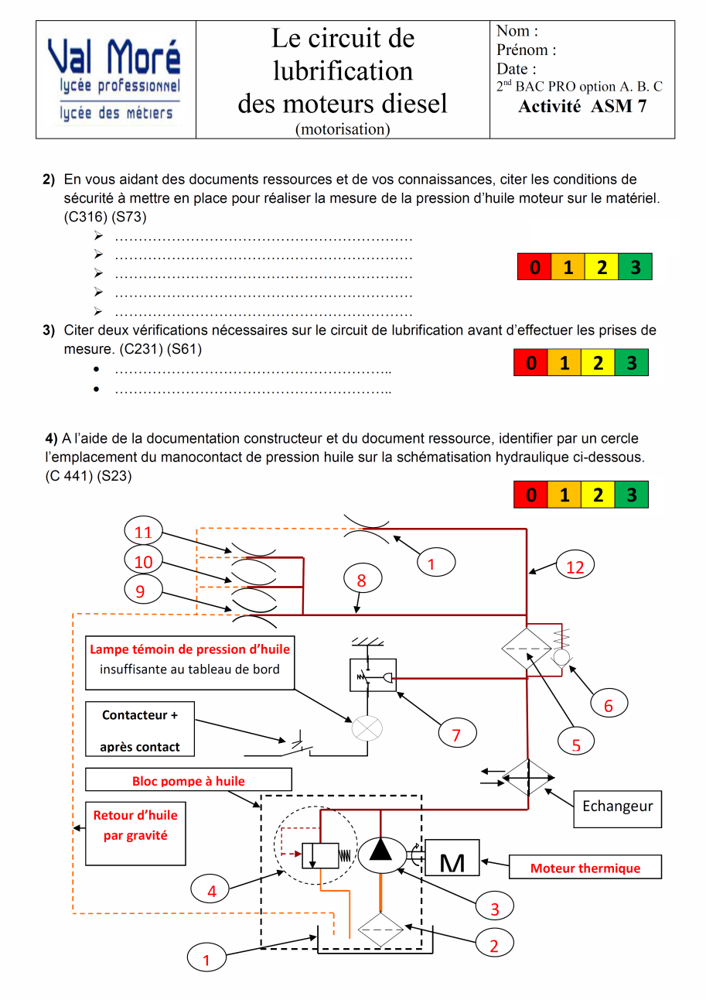 Val Moré
lycée professionnel
lycée des métiers
Le circuit de
lubrification
des moteurs diesel
(motorisation)
Nom :
Prénom :
Date :
2nd BAC PRO option A. B. C
Activité ASM 7
2) En vous aidant des documents ressources et de vos connaissances, citer les conditions de
sécurité à mettre en place pour réaliser la mesure de la pression d’huile moteur sur le matériel.
(C316) (S73)
➢ ………………………………………………………
➢ ………………………………………………………
➢ ………………………………………………………
➢ ………………………………………………………
➢ ………………………………………………………
0 1 2 3
3) Citer deux vérifications nécessaires sur le circuit de lubrification avant d’effectuer les prises de
mesure. (C231) (S61)
• …………………………………………………..
• …………………………………………………..
0 1 2 3
4) A l’aide de la documentation constructeur et du document ressource, identifier par un cercle
l’emplacement du manocontact de pression huile sur la schématisation hydraulique ci-dessous.
(C 441) (S23)
0 1 2 3
11
10
9
8
1
12
Lampe témoin de pression d’huile
insuffisante au tableau de bord
6
7
5
Contacteur +
après contact
Bloc pompe à huile
Retour d’huile
par gravité
Echangeur
M
Moteur thermique
4
3
2
1